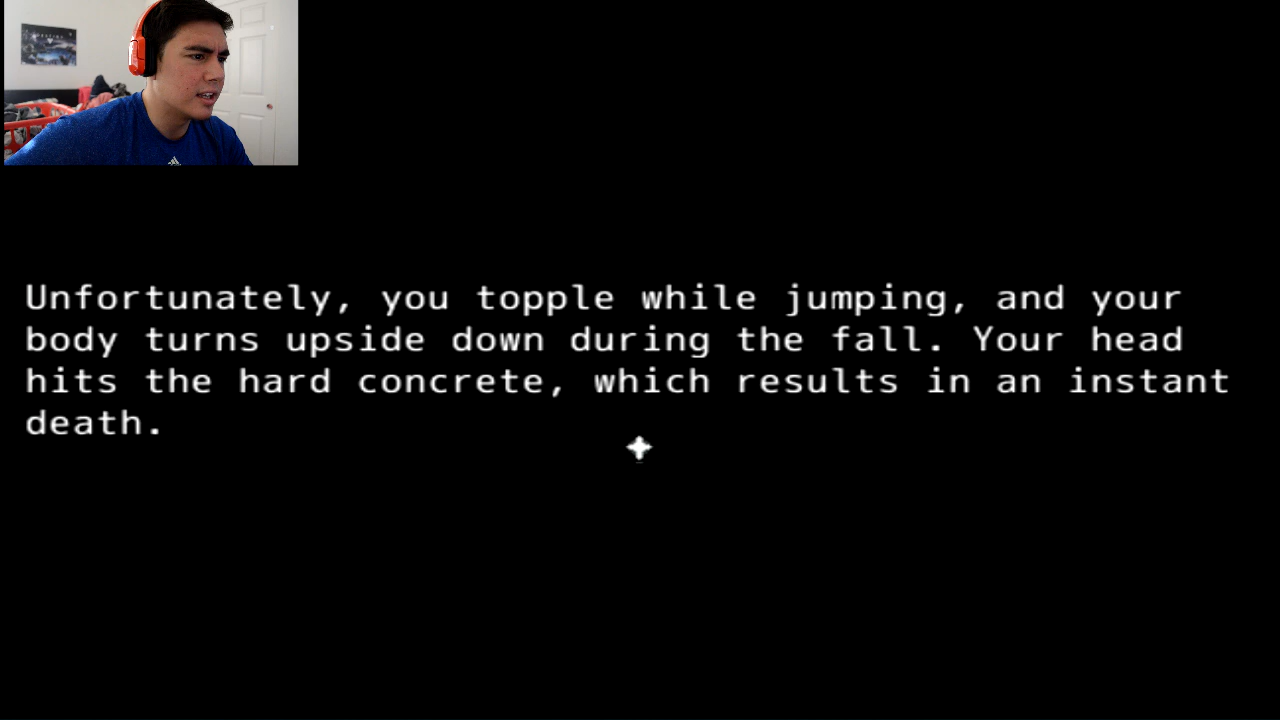 Unfortunately, you topple while jumping, and your
body turns upside down during the fall. Your head
hits the hard concrete, which results in an instant
death.